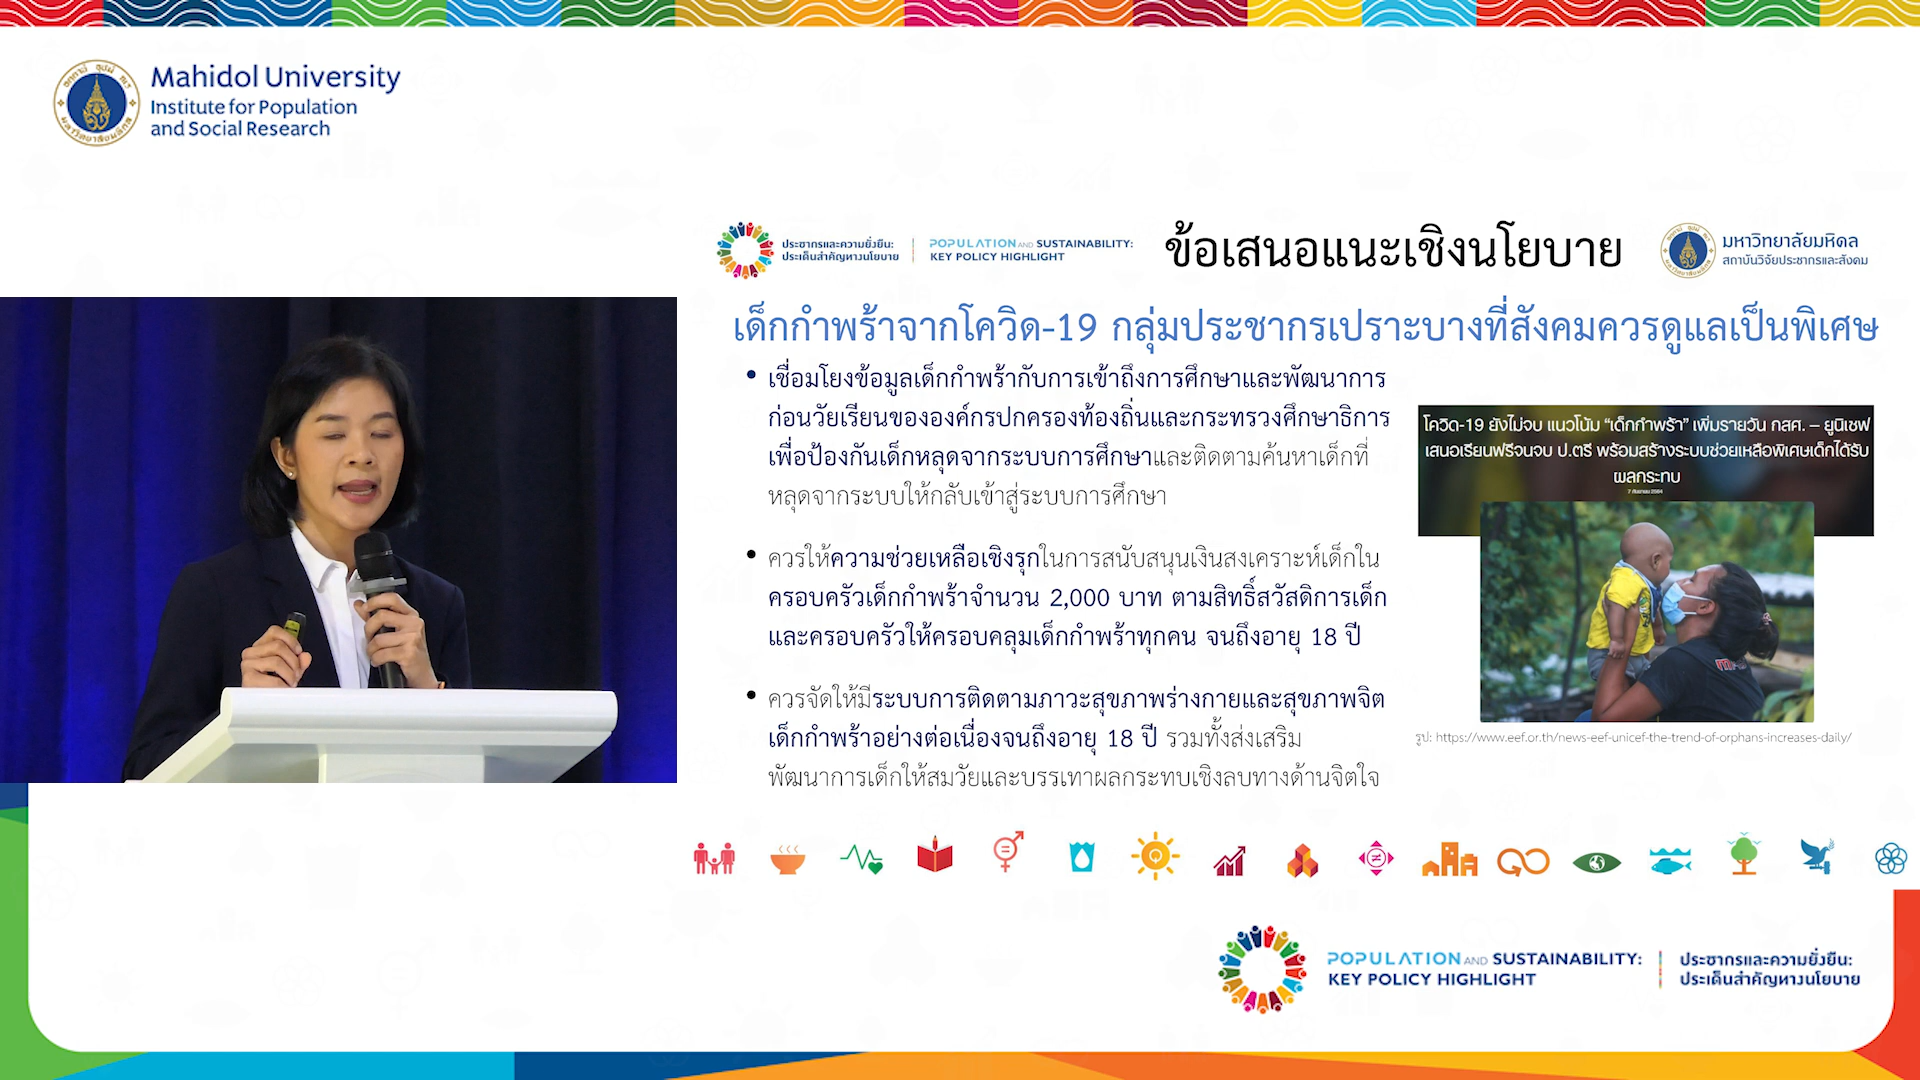 Mahidol University
Institute for Population
and Social Research
ประชากรและความยั่งยืน:
ประเด็นสำคัญทางนโยบาย
POPULATION AND SUSTAINABILITY:
KEY POLICY HIGHLIGHT
ข้อเสนอแนะเชิงนโยบาย
มหาวิทยาลัยมหิดล
สถาบันวิจัยประชากรและสังคม
เด็กกำพร้าจากโควิด-19 กลุ่มประชากรเปราะบางที่สังคมควรดูแลเป็นพิเศษ
• เชื่อมโยงข้อมูลเด็กกำพร้ากับการเข้าถึงการศึกษาและพัฒนาการ
ก่อนวัยเรียนขององค์กรปกครองท้องถิ่นและกระทรวงศึกษาธิการ
เพื่อป้องกันเด็กหลุดจากระบบการศึกษาและติดตามค้นหาเด็กที่
หลุดจากระบบให้กลับเข้าสู่ระบบการศึกษา
• ควรให้ความช่วยเหลือเชิงรุกในการสนับสนุนเงินสงเคราะห์เด็กใน
ครอบครัวเด็กกำพร้าจำนวน 2,000 บาท ตามสิทธิ์สวัสดิการเด็ก
และครอบครัวให้ครอบคลุมเด็กกำพร้าทุกคน จนถึงอายุ 18 ปี
• ควรจัดให้มีระบบการติดตามภาวะสุขภาพร่างกายและสุขภาพจิต
เด็กกำพร้าอย่างต่อเนื่องจนถึงอายุ 18 ปี รวมทั้งส่งเสริม
พัฒนาการเด็กให้สมวัยและบรรเทาผลกระทบเชิงลบทางด้านจิตใจ
โควิด-19 ยังไม่จบ แนวโน้ม “เด็กกำพร้า” เพิ่มรายวัน กสศ. – ยูนิเซฟ
เสนอเรียนฟรีจนจบ ป.ตรี พร้อมสร้างระบบช่วยเหลือพิเศษเด็กได้รับ
ผลกระทบ
7 กันยายน 2564
รูป: https://www.eef.or.th/news-eef-unicef-the-trend-of-orphans-increases-daily/
POPULATION AND SUSTAINABILITY:
KEY POLICY HIGHLIGHT
ประชากรและความยั่งยืน:
ประเด็นสำคัญทางนโยบาย